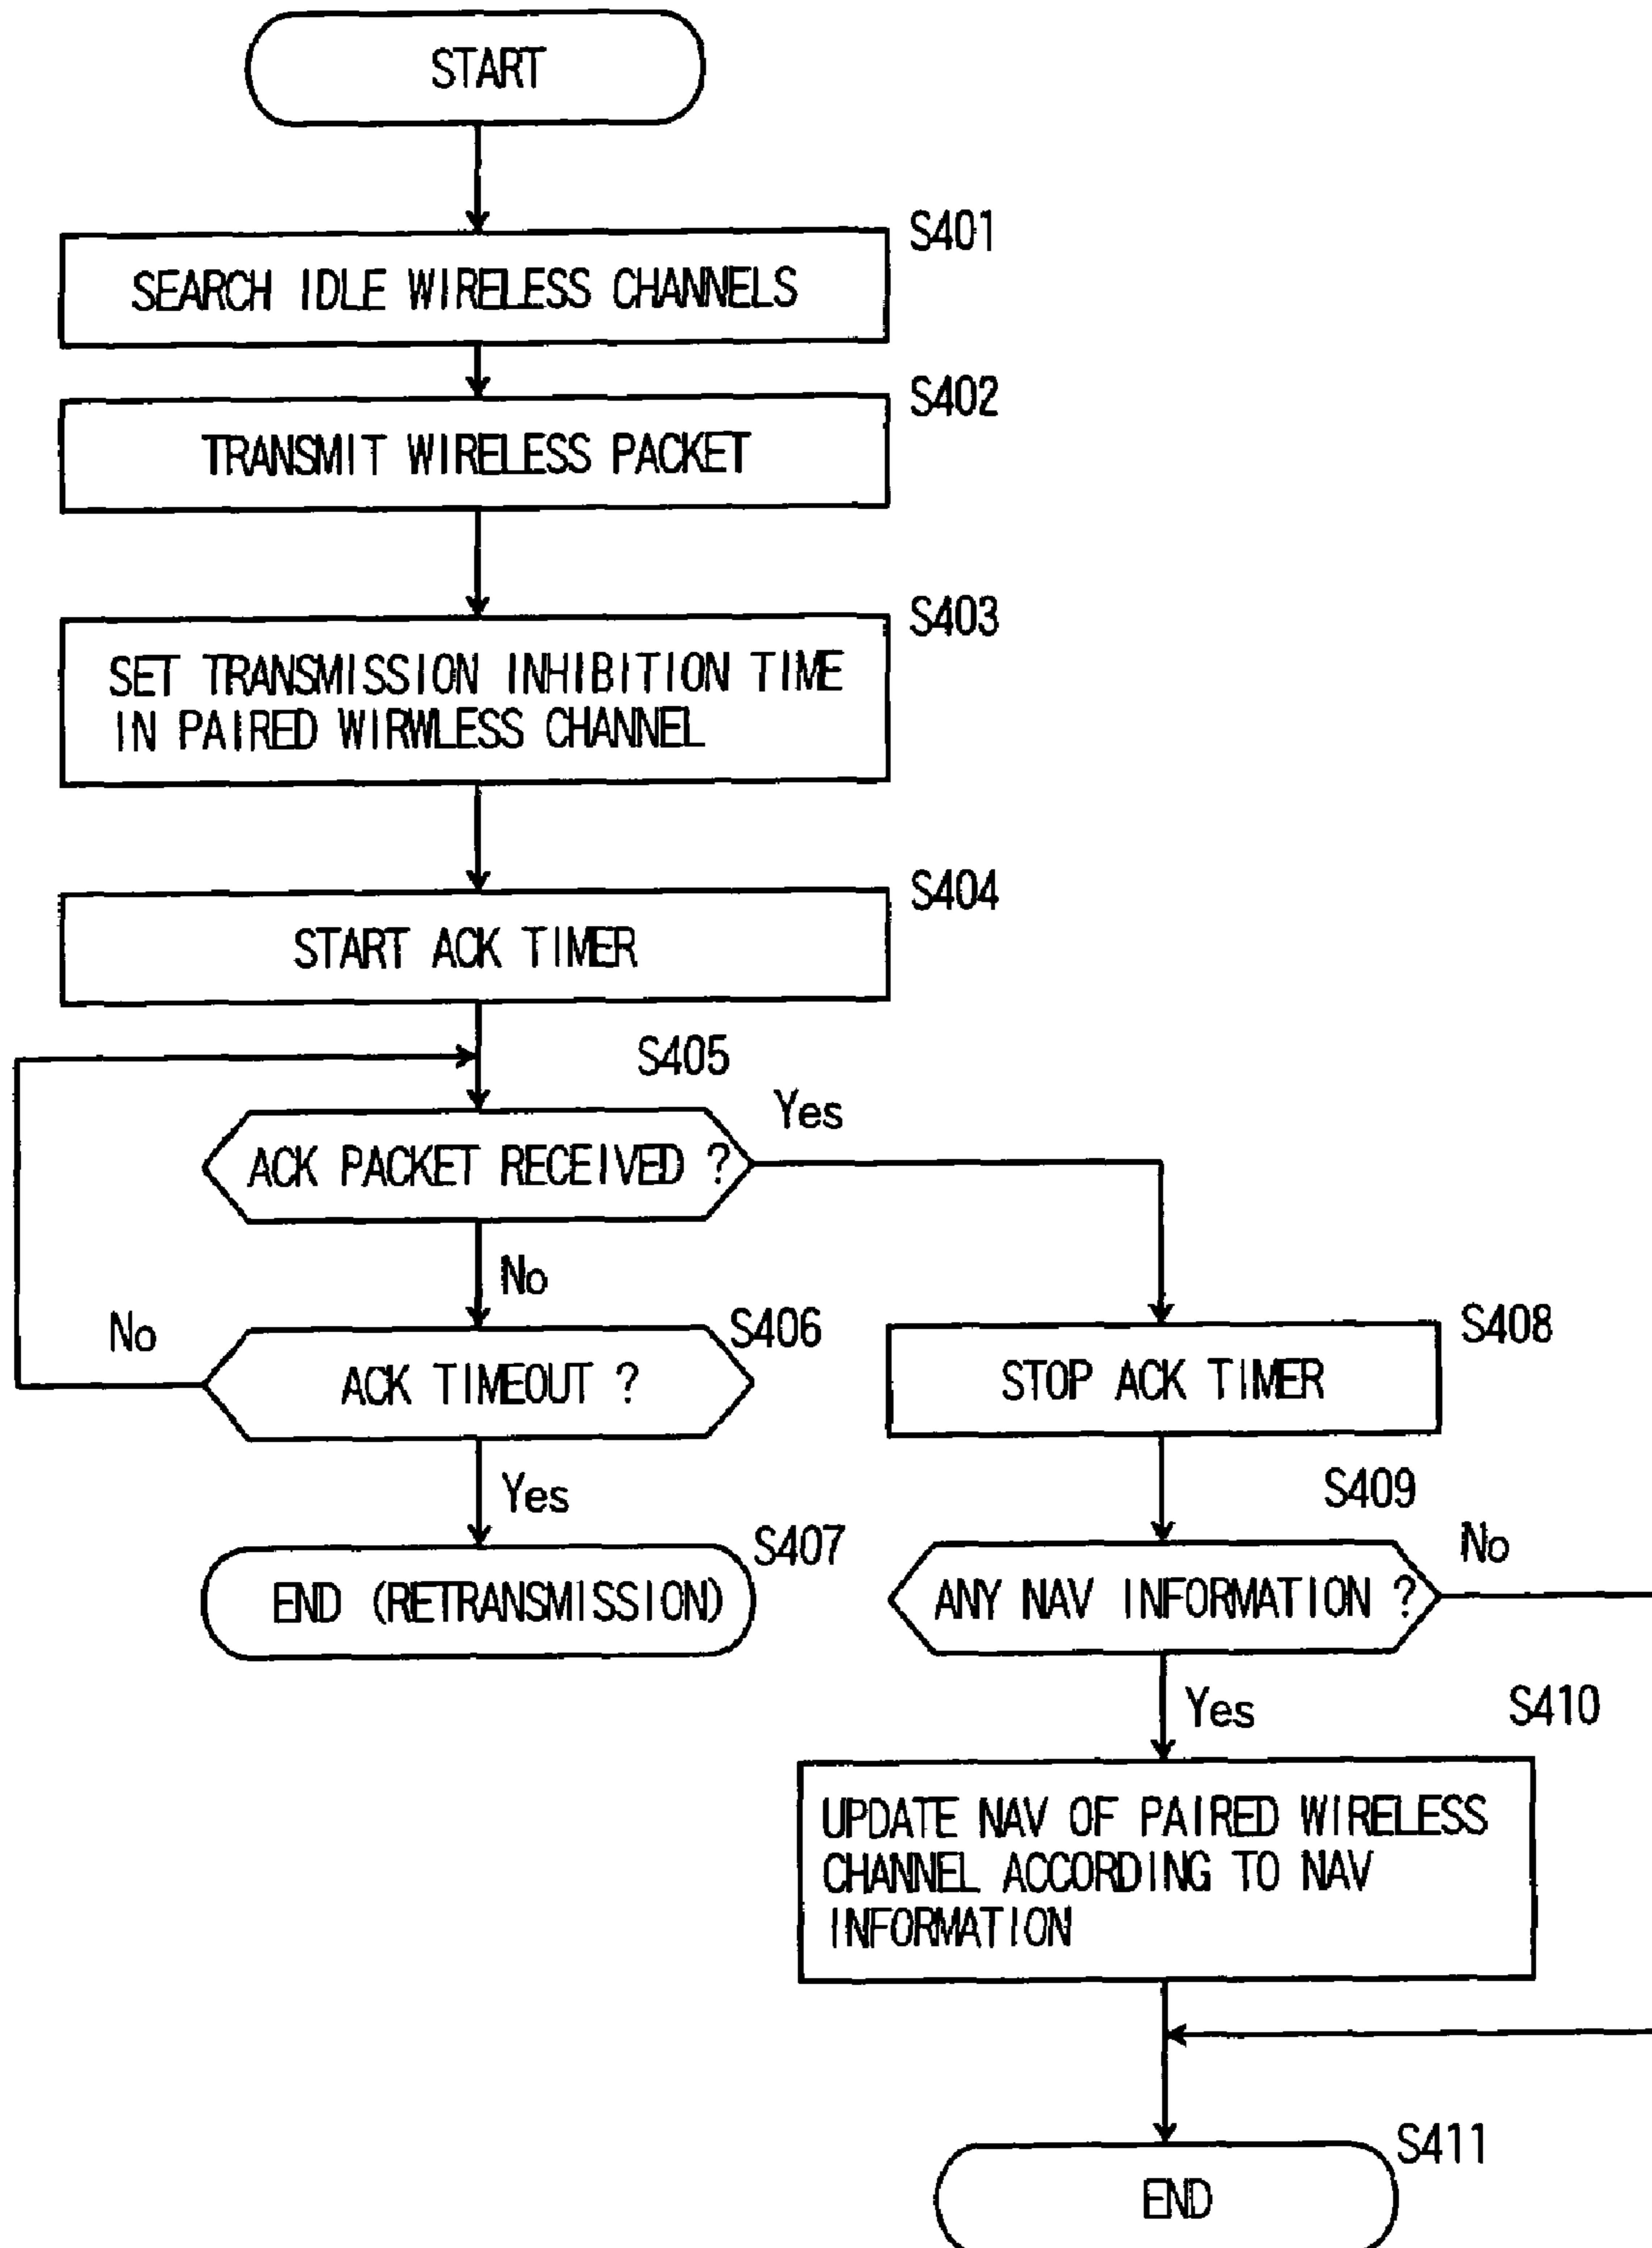 START
S401
SEARCH IDLE WIRELESS CHANNELS
S402
TRANSMIT WIRELESS PACKET
S403
SET TRANSMISSION INHIBITION TIME
IN PAIRED WIRWLESS CHANNEL
S404
START ACK TIMER
S405
ACK PACKET RECEIVED ?
Yes
No
S406
ACK TIMEOUT ?
No
Yes
S407
END (RETRANSMISSION)
S408
STOP ACK TIMER
S409
ANY NAV INFORMATION ?
No
Yes
S410
UPDATE NAV OF PAIRED WIRELESS
CHANNEL ACCORDING TO NAV
INFORMATION
S411
END